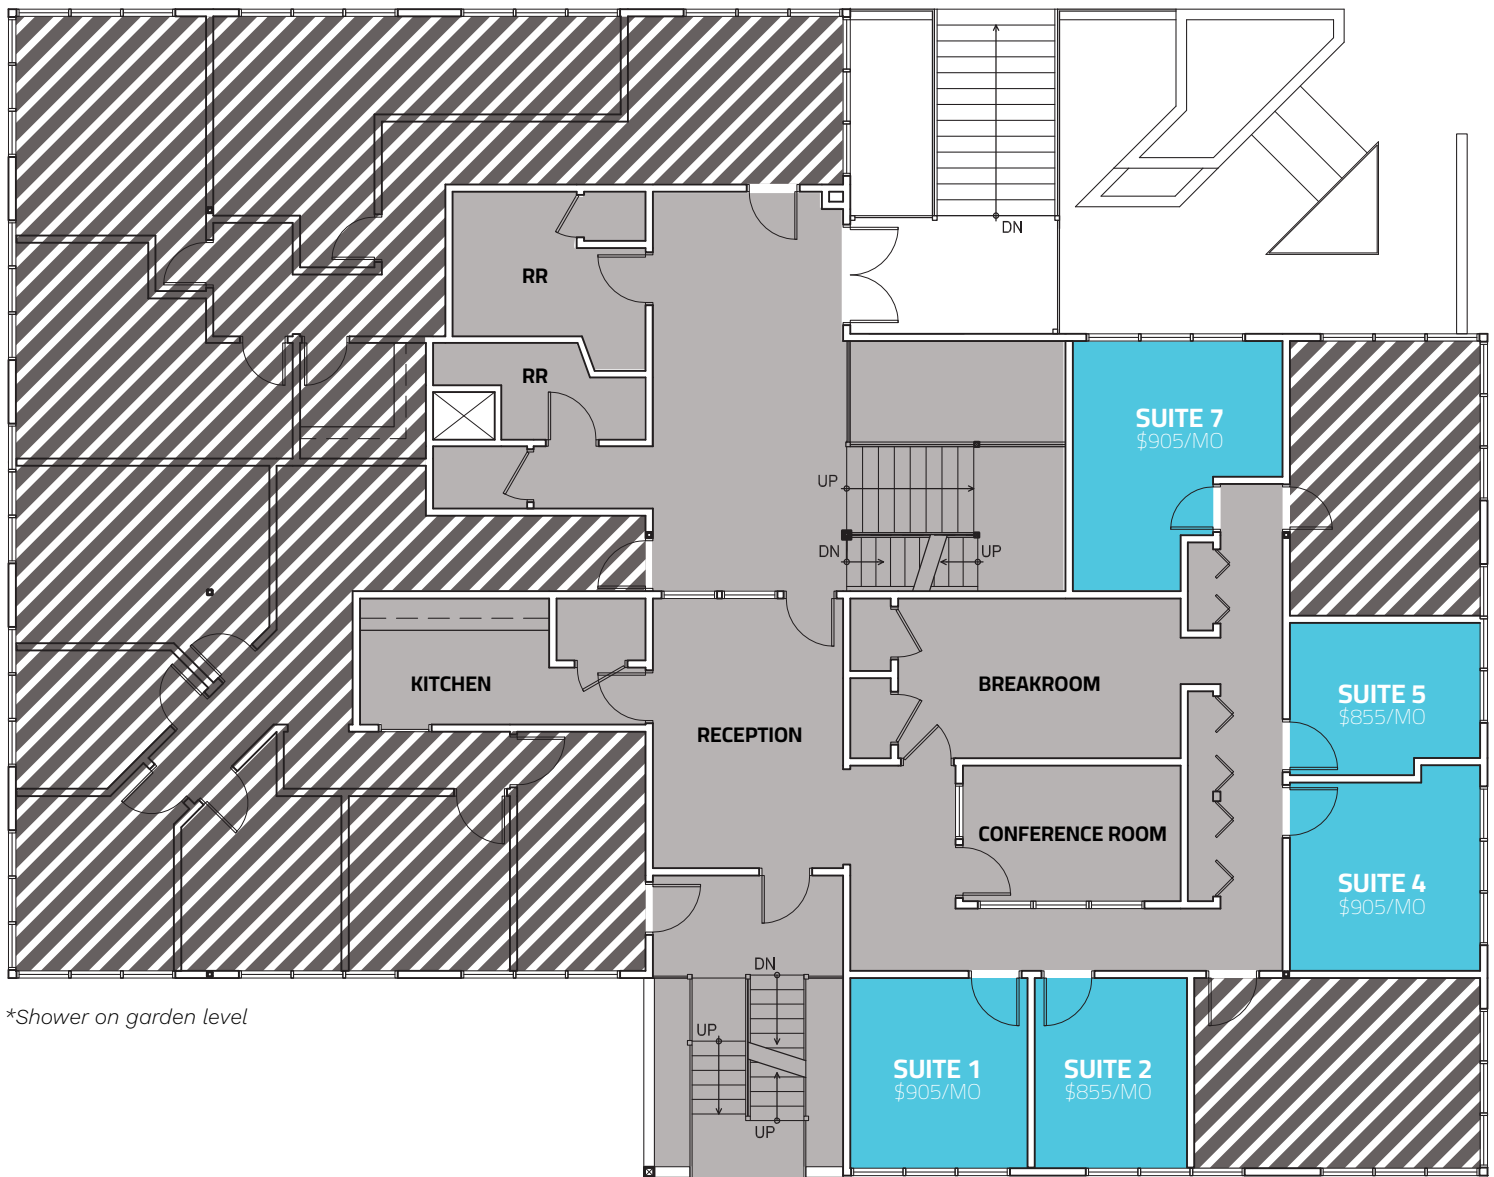 DN
RR
RR
SUITE 7
$905/MO
UP
DN
UP
KITCHEN
BREAKROOM
SUITE 5
$855/MO
RECEPTION
CONFERENCE ROOM
SUITE 4
$905/MO
DN
*Shower on garden level
UP
SUITE 1
$905/MO
SUITE 2
$855/MO
UP